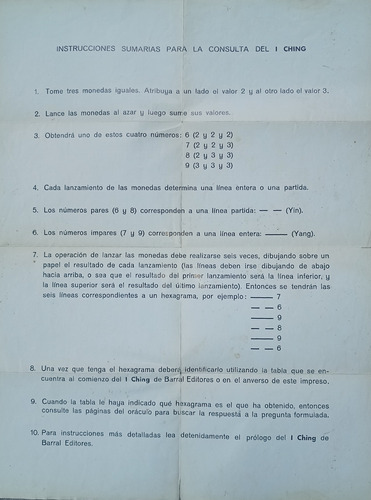 INSTRUCCIONES SUMARIAS PARA LA CONSULTA DEL I CHING
1. Tome tres monedas iguales. Atribuya a un lado el valor 2 y al otro lado el valor 3.
2. Lance las monedas al azar y luego sume sus valores.
3. Obtendrá uno de estos cuatro números: 6 (2 y 2 y 2)
7 (2 y 2 y 3)
8 (2 y 3 y 3)
9 (3 y 3 y 3)
4. Cada lanzamiento de las monedas determina una línea entera o una partida.
5. Los números pares (6 y 8) corresponden a una línea partida: — — (Yin).
6. Los números impares (7 y 9) corresponden a una línea entera: —— (Yang).
7. La operación de lanzar las monedas debe realizarse seis veces, dibujando sobre un
papel el resultado de cada lanzamiento (las líneas deben irse dibujando de abajo
hacia arriba, o sea que el resultado del primer lanzamiento será la línea inferior, y
la línea superior será el resultado del último lanzamiento). Entonces se tendrán las
seis líneas correspondientes a un hexagrama, por ejemplo: —— 7
— — 6
—— 9
— — 8
—— 9
— — 6
8. Una vez que tenga el hexagrama deberá identificarlo utilizando la tabla que se en-
cuentra al comienzo del I Ching de Barral Editores o en el anverso de este impreso.
9. Cuando la tabla le haya indicado qué hexagrama es el que ha obtenido, entonces
consulte las páginas del oráculo para buscar la respuesta a la pregunta formulada.
10. Para instrucciones más detalladas lea detenidamente el prólogo del I Ching de
Barral Editores.